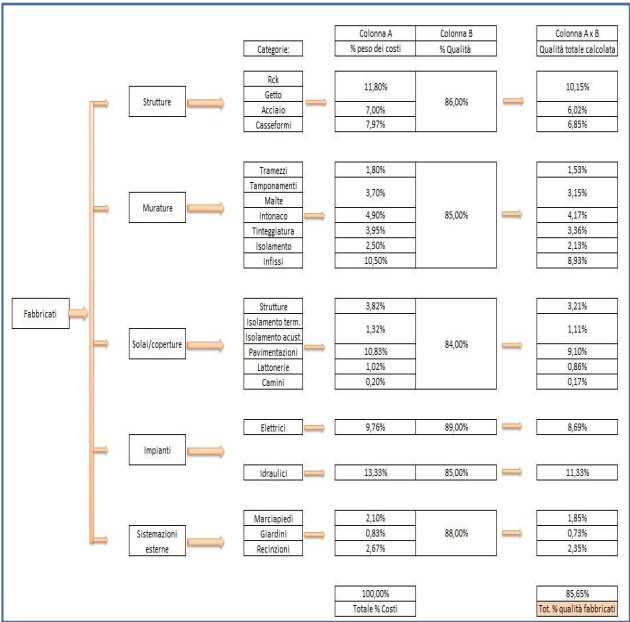 Colonna A Colonna B Colonna A x B
Categorie: % peso dei costi % Qualità Qualità totale calcolata
Rck
11,80% 10,15%
Getto
Strutture 86,00%
Acciaio 7,00% 6,02%
Casseformi 7,97% 6,85%
Tramezzi 1,80% 1,53%
Tamponamenti
3,70% 3,15%
Malte
Murature Intonaco 4,90% 85,00% 4,17%
Tinteggiatura 3,95% 3,36%
Isolamento 2,50% 2,13%
Infissi 10,50% 8,93%
Fabbricati
Strutture 3,82% 3,21%
Isolamento term.
1,32% 1,11%
Isolamento acust.
Solai/coperture 84,00%
Pavimentazioni 10,83% 9,10%
Lattonerie 1,02% 0,86%
Camini 0,20% 0,17%
Elettrici 9,76% 89,00% 8,69%
Impianti
Idraulici 13,33% 85,00% 11,33%
Marciapiedi 2,10% 1,85%
Sistemazioni esterne
Giardini 0,83% 88,00% 0,73%
Recinzioni 2,67% 2,35%
100,00% 85,65%
Totale % Costi Tot. % qualità fabbricati